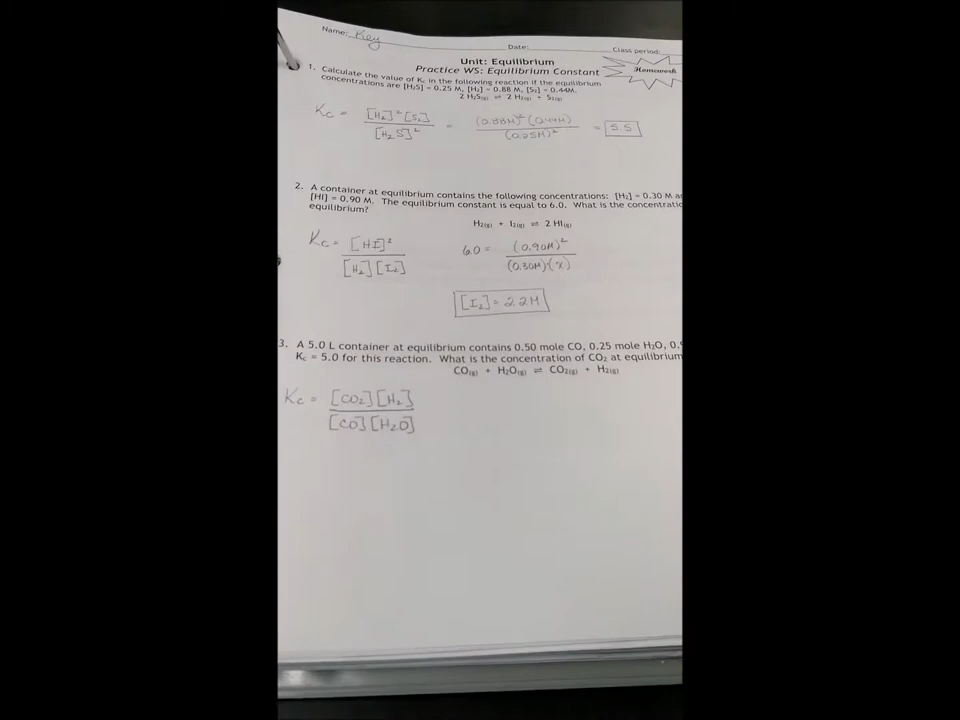 Name: Key
Date:
Class period:
Unit: Equilibrium
Practice WS: Equilibrium Constant
Homework
1. Calculate the value of Kc in the following reaction if the equilibrium
concentrations are [H₂S] = 0.25 M, [H₂] = 0.88 M, [S₂] = 0.44M.
2 H₂S(g) ⇌ 2 H₂(g) + S₂(g)
Kc = [H₂]² [S₂] / [H₂S]² = (0.88M)² (0.44M) / (0.25M)² = 5.5
2. A container at equilibrium contains the following concentrations: [H₂] = 0.30 M
[HI] = 0.90 M. The equilibrium constant is equal to 6.0. What is the
equilibrium?
H₂(g) + I₂(g) ⇌ 2 HI(g)
Kc = [HI]² / [H₂] [I₂] 6.0 = (0.90M)² / (0.30M)(x)
[I₂] = 2.2M
3. A 5.0 L container at equilibrium contains 0.50 mole CO, 0.25 mole H₂O,
Kc = 5.0 for this reaction. What is the concentration of CO₂ at equilibrium
CO(g) + H₂O(g) ⇌ CO₂(g) + H₂(g)
Kc = [CO₂] [H₂] / [CO] [H₂O]